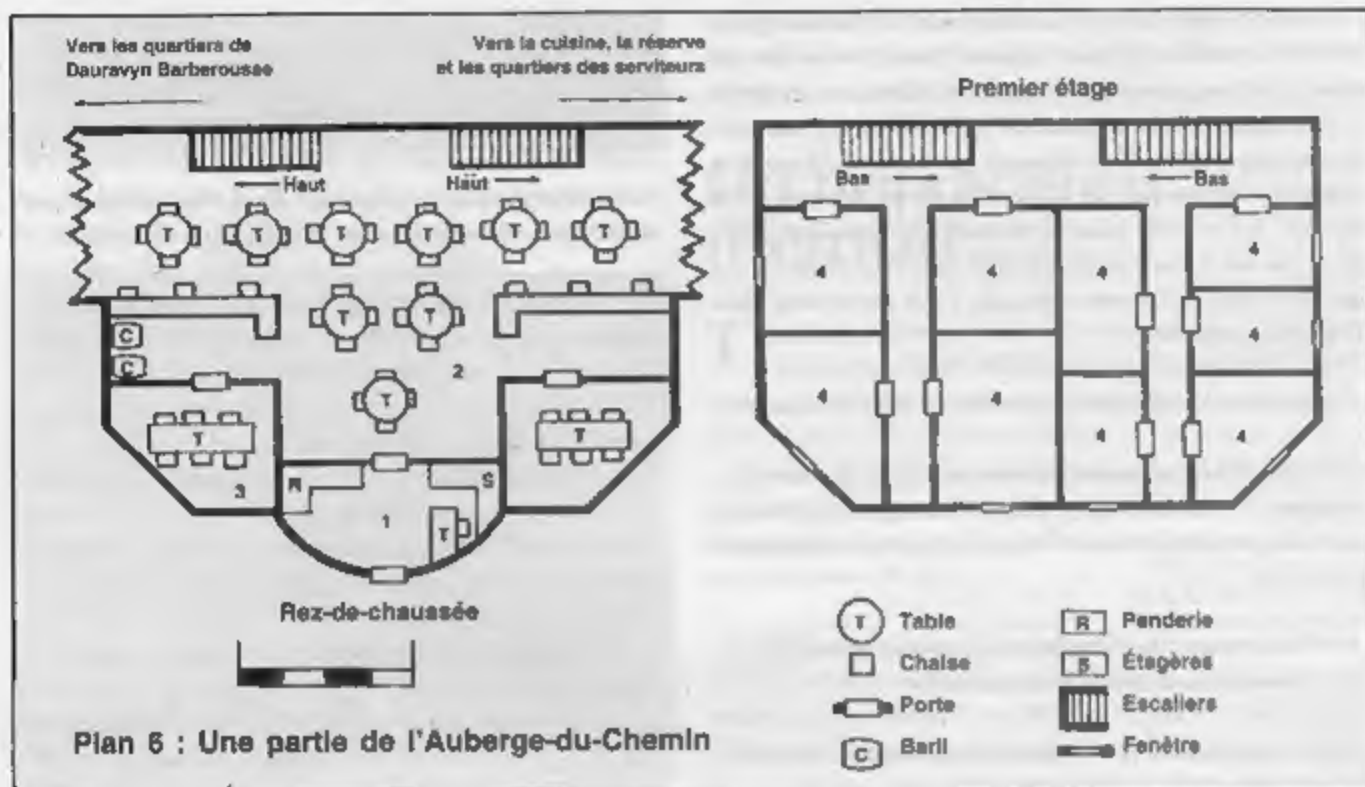 Vers les quartiers de
Dauravyn Barberousse
Vers la cuisine, la réserve
et les quartiers des serviteurs
Premier étage
Haut
Haut
Bas
Bas
T T T T T T
T T
C
C
2
T
T
T
3
R
S
1
T
4
4
4
4
4
4
4
4
4
Rez-de-chaussée
T Table
R Penderie
Chaise
S Étagères
Porte
Escaliers
C Baril
Fenêtre
Plan 6 : Une partie de l'Auberge-du-Chemin